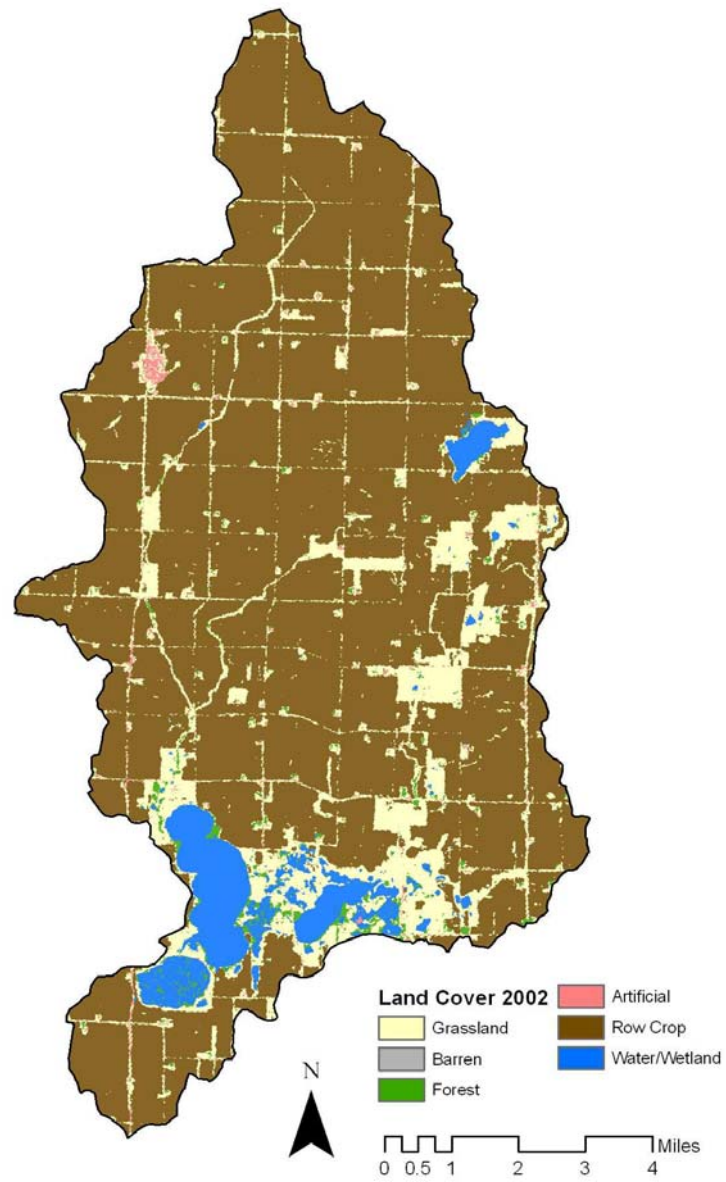 N
Land Cover 2002
Grassland
Barren
Forest
Artificial
Row Crop
Water/Wetland
Miles
0 0.5 1 2 3 4